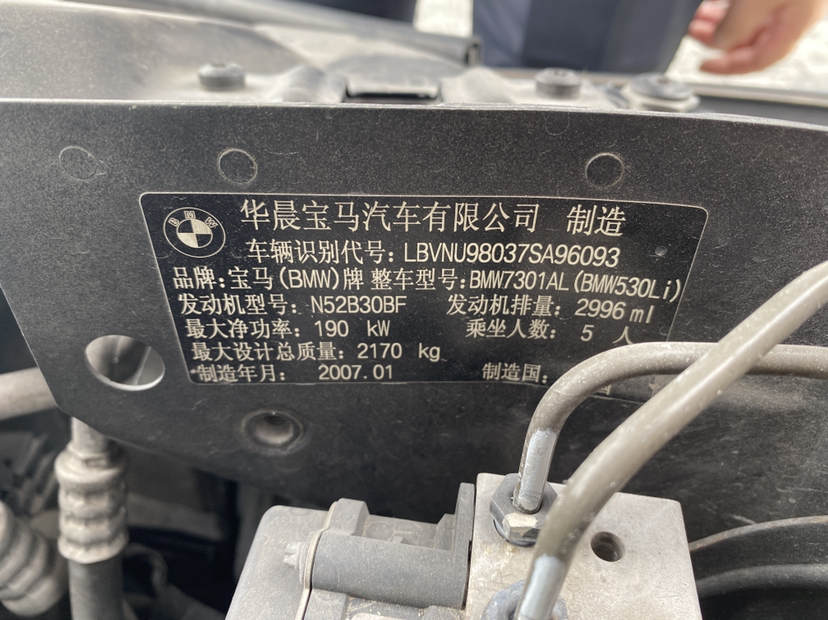 BMW
华晨宝马汽车有限公司 制造
车辆识别代号: LBVNU98037SA96093
品牌: 宝马(BMW)牌 整车型号: BMW7301AL(BMW530Li)
发动机型号: N52B30BF 发动机排量: 2996 ml
最大净功率: 190 kW 乘坐人数: 5 人
最大设计总质量: 2170 kg
制造年月: 2007.01 制造国: